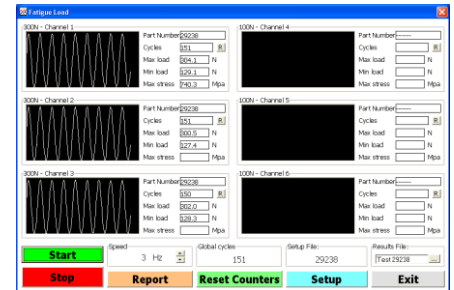 Fatigue Load
300N - Channel 1
Part Number 29238
Cycles 151 R
Max load 304.1 N
Min load 129.1 N
Max stress 740.3 Mpa
100N - Channel 4
Part Number -------
Cycles R
Max load N
Min load N
Max stress Mpa
300N - Channel 2
Part Number 29238
Cycles 151 R
Max load 300.5 N
Min load 127.4 N
Max stress Mpa
100N - Channel 5
Part Number -------
Cycles R
Max load N
Min load N
Max stress Mpa
300N - Channel 3
Part Number 29238
Cycles 150 R
Max load 302.0 N
Min load 128.3 N
Max stress Mpa
100N - Channel 6
Part Number -------
Cycles R
Max load N
Min load N
Max stress Mpa
Start
Speed
3 Hz
Global cycles
151
Setup File:
29238
Results File:
Test 29238 ...
Stop
Report
Reset Counters
Setup
Exit